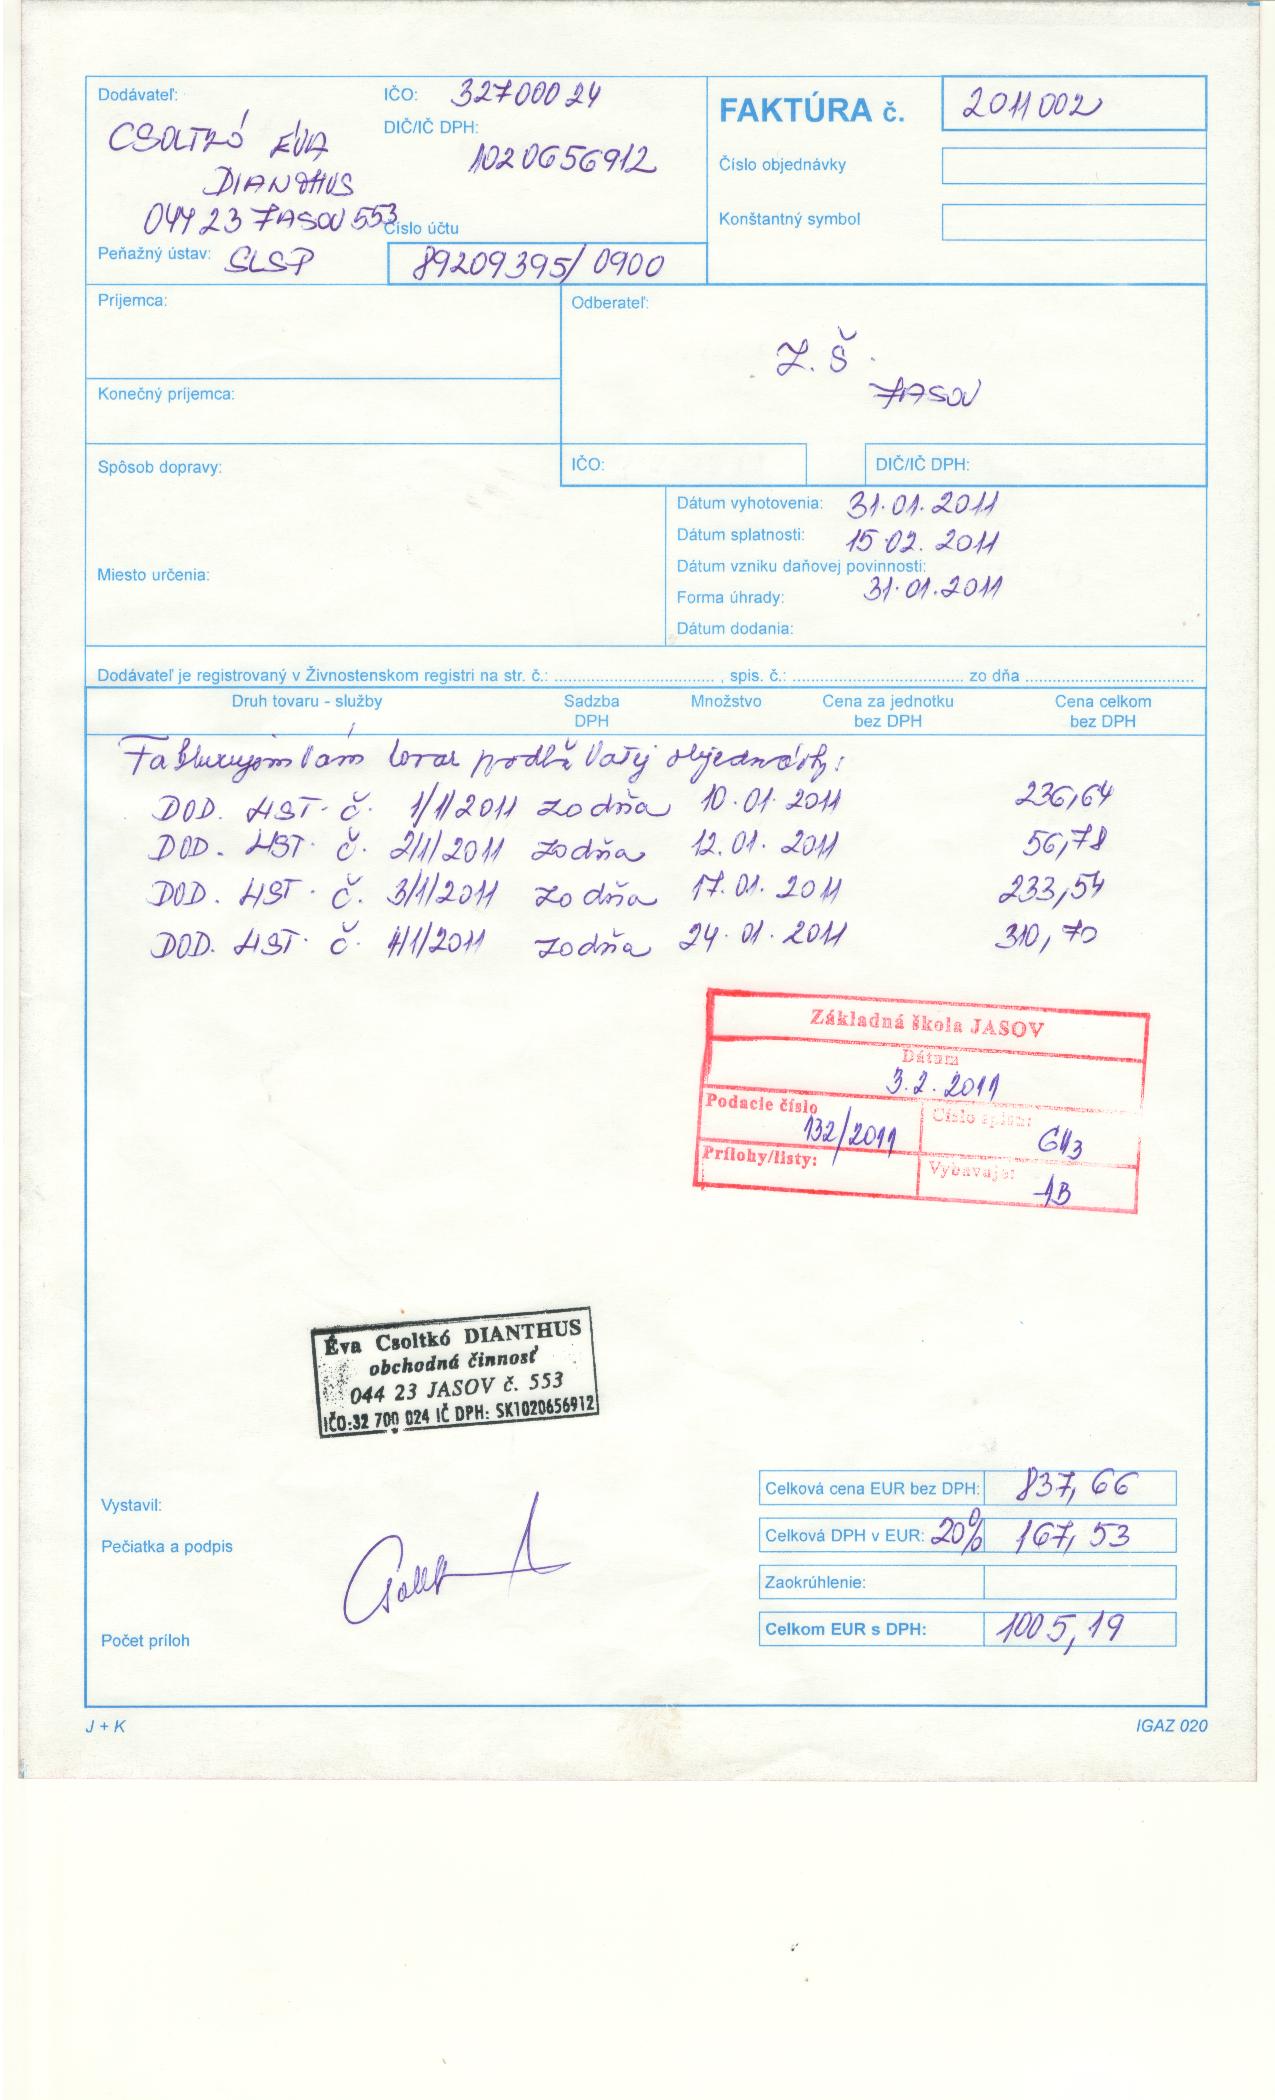 Dodávateľ: IČO: 32700024
FAKTÚRA č. 2011002
CSOLTKÓ ÉVA
DIČ/IČ DPH: 1020656912
DIANTHUS
Číslo objednávky
044 23 JASOV 553
Číslo účtu
Konštantný symbol
Peňažný ústav: SLSP 89209395/0900
Príjemca:
Odberateľ:
Z.Š.
JASOV
Konečný príjemca:
Spôsob dopravy:
IČO: DIČ/IČ DPH:
Dátum vyhotovenia: 31.01.2011
Dátum splatnosti: 15.02.2011
Dátum vzniku daňovej povinnosti: 31.01.2011
Miesto určenia:
Forma úhrady:
Dátum dodania:
Dodávateľ je registrovaný v Živnostenskom registri na str. č.: , spis. č.: zo dňa
Druh tovaru - služby Sadzba DPH Množstvo Cena za jednotku bez DPH Cena celkom bez DPH
Fakturujem Vám tovar podľa Vašej objednávky:
DOD. LIST. č. 1/1/2011 zo dňa 10.01.2011 236,64
DOD. LIST. č. 2/1/2011 zo dňa 12.01.2011 56,78
DOD. LIST. č. 3/1/2011 zo dňa 17.01.2011 233,54
DOD. LIST. č. 4/1/2011 zo dňa 24.01.2011 310,70
Základná škola JASOV
Dátum
3.2.2011
Podacie číslo 132/2011 Číslo spisu:
Prílohy/listy: Vybavuje: AB
Éva Csoltkó DIANTHUS
obchodná činnosť
044 23 JASOV č. 553
IČO:32 700 024 IČ DPH: SK1020656912
Celková cena EUR bez DPH: 837,66
Vystavil:
Celková DPH v EUR: 20% 167,53
Pečiatka a podpis
Zaokrúhlenie:
Celkom EUR s DPH: 1005,19
Počet príloh
J + K IGAZ 020